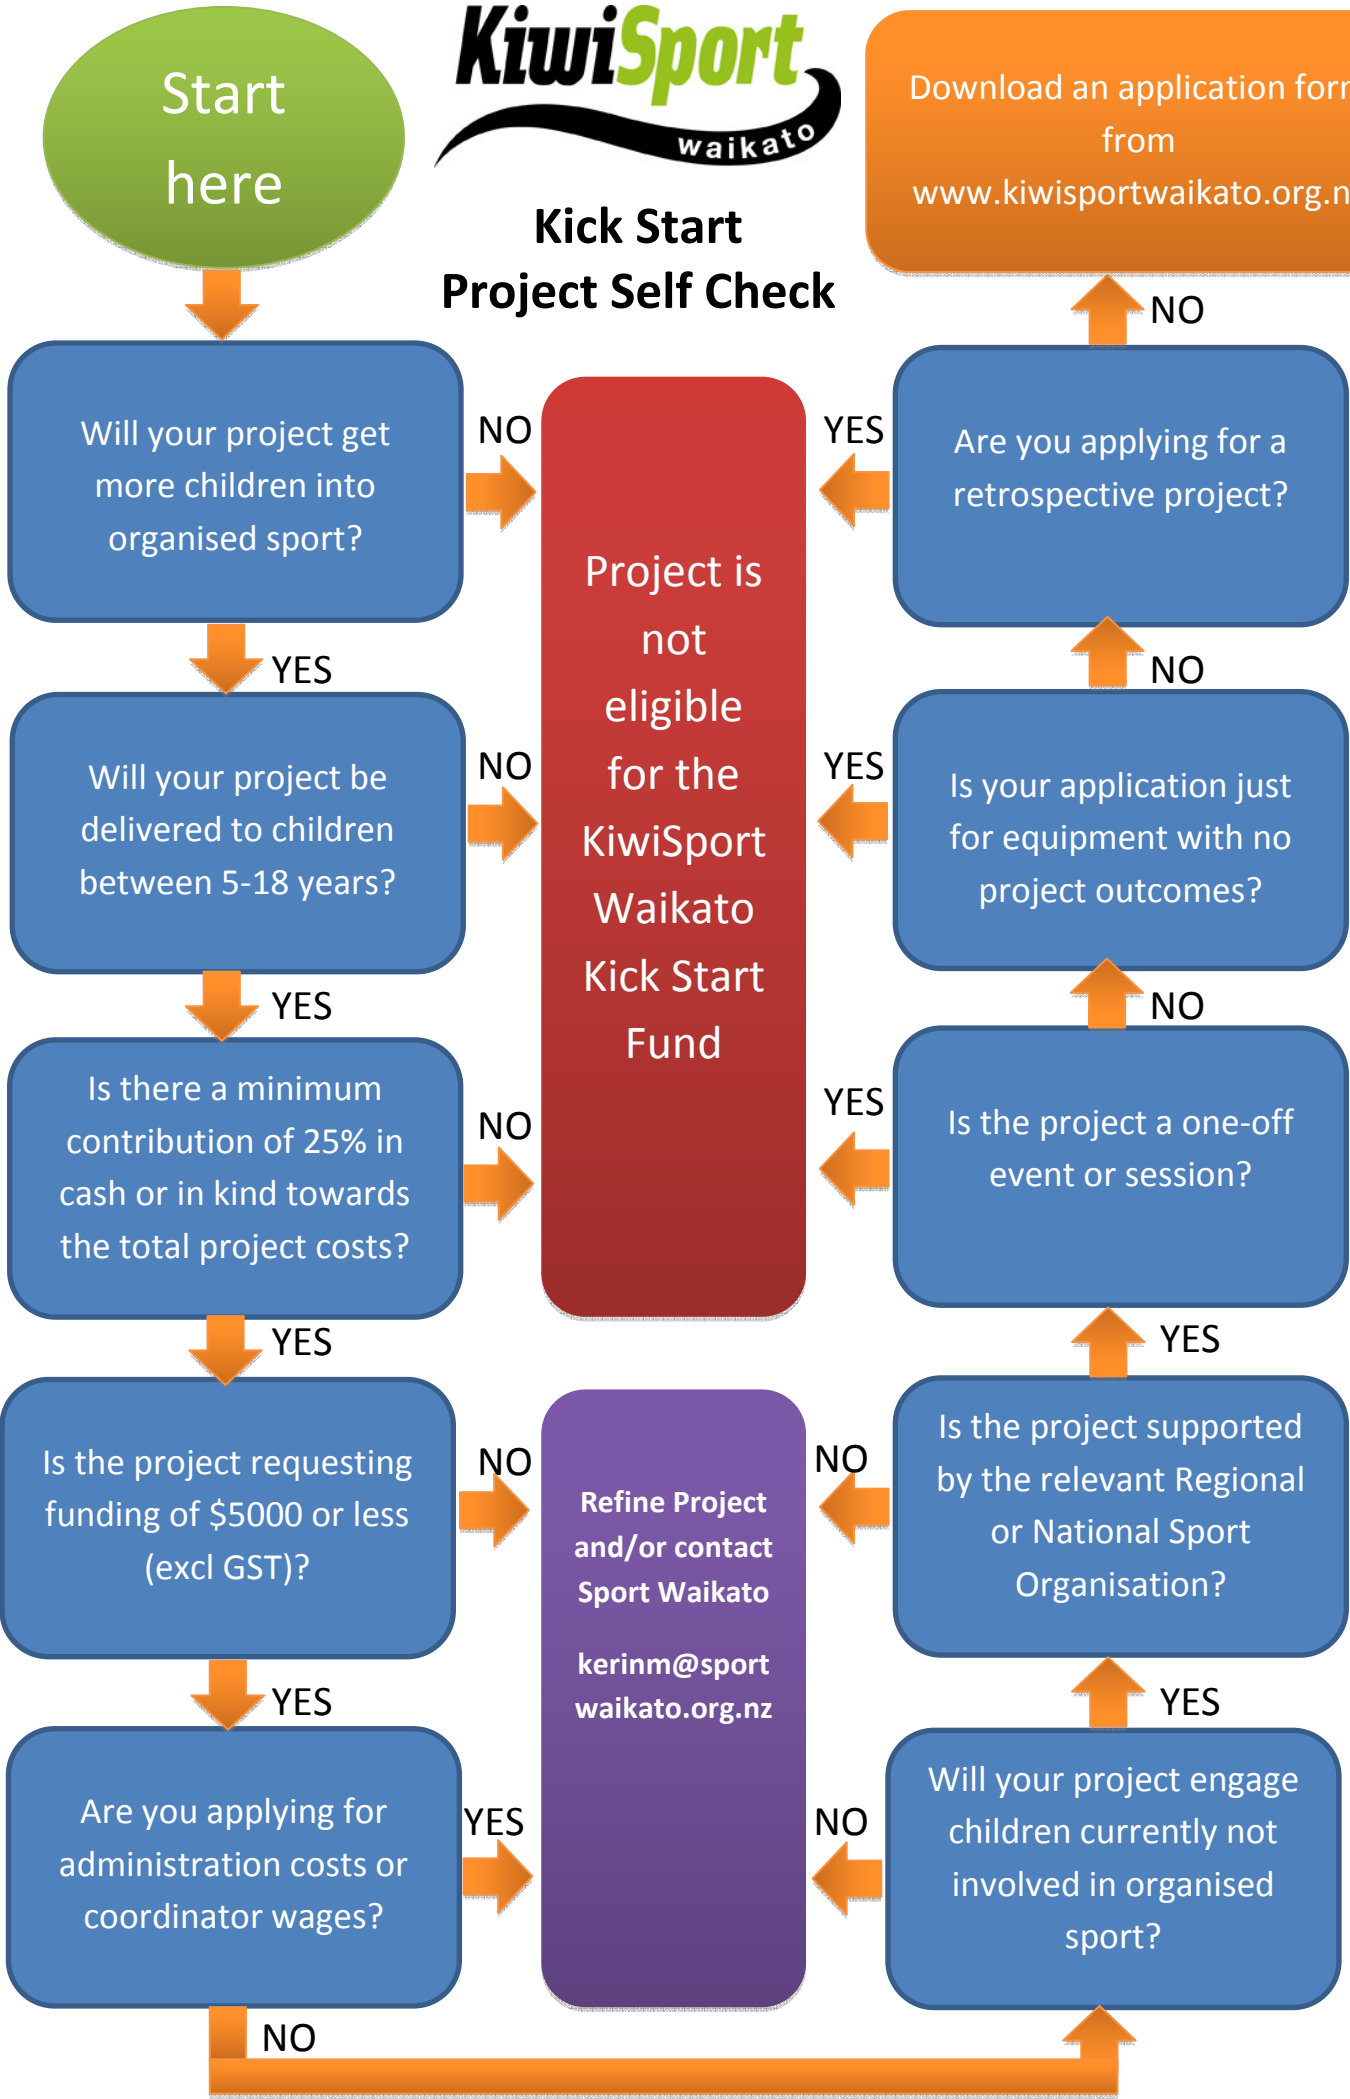 Start
here
KiwiSport
waikato
Kick Start
Project Self Check
Download an application for
from
www.kiwisportwaikato.org.n
NO
Will your project get
more children into
organised sport?
NO
YES
Will your project be
delivered to children
between 5-18 years?
NO
YES
Is there a minimum
contribution of 25% in
cash or in kind towards
the total project costs?
NO
YES
Is the project requesting
funding of $5000 or less
(excl GST)?
NO
YES
Are you applying for
administration costs or
coordinator wages?
YES
NO
Project is
not
eligible
for the
KiwiSport
Waikato
Kick Start
Fund
Refine Project
and/or contact
Sport Waikato
kerinm@sport
waikato.org.nz
YES
Are you applying for a
retrospective project?
NO
YES
Is your application just
for equipment with no
project outcomes?
NO
YES
Is the project a one-off
event or session?
YES
NO
Is the project supported
by the relevant Regional
or National Sport
Organisation?
YES
NO
Will your project engage
children currently not
involved in organised
sport?